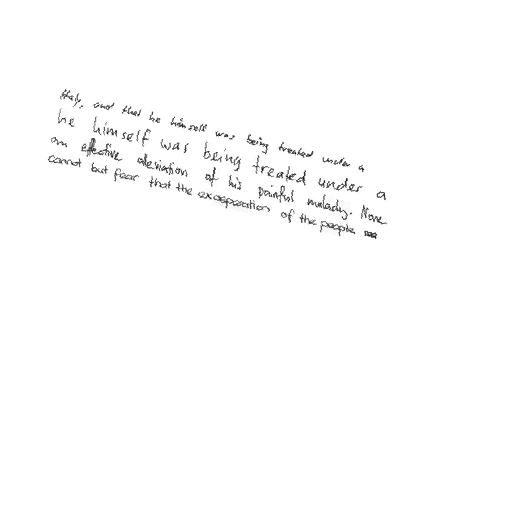 Italy, and that he himself was being treated under a
he himself was being treated under a
an effective alleviation of his painful malady. None
cannot but fear that the exasperation of the people